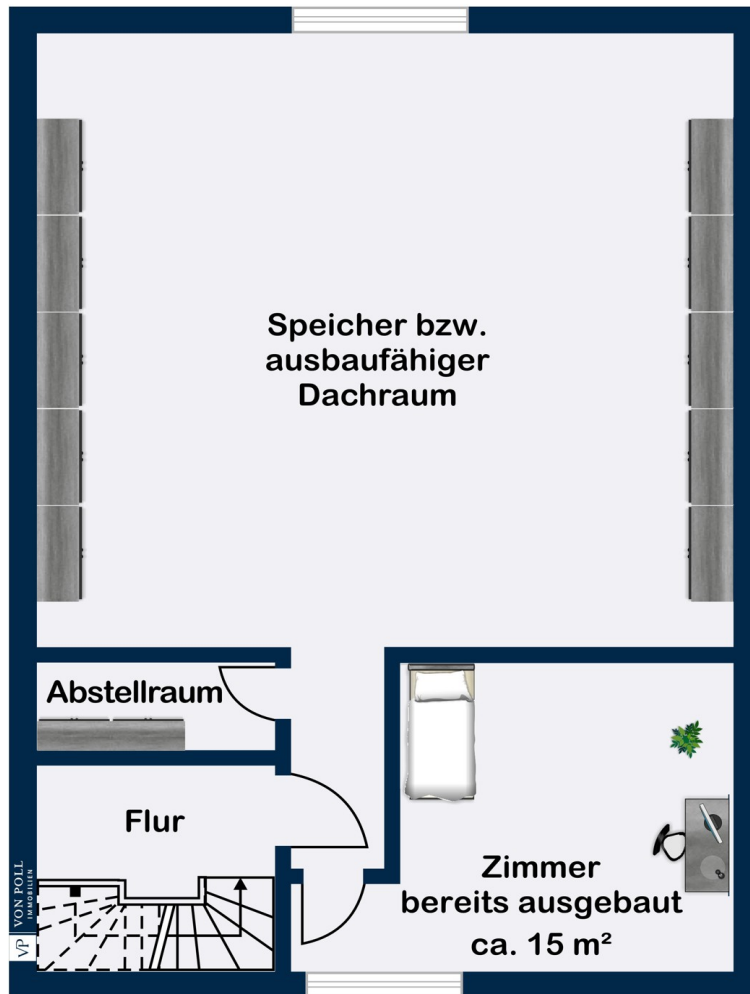 Speicher bzw.
ausbaufähiger
Dachraum
Abstellraum
Flur
Zimmer
bereits ausgebaut
ca. 15 m²
VP VON POLL
IMMOBILIEN